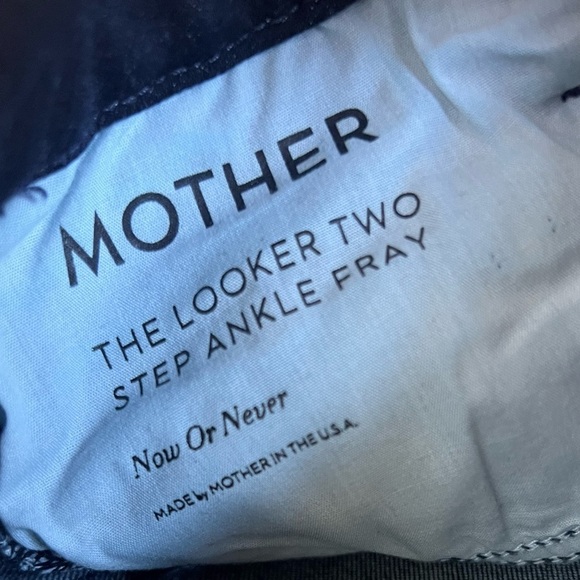 MOTHER
THE LOOKER TWO
STEP ANKLE FRAY
Now Or Never
MADE by MOTHER IN THE U.S.A.